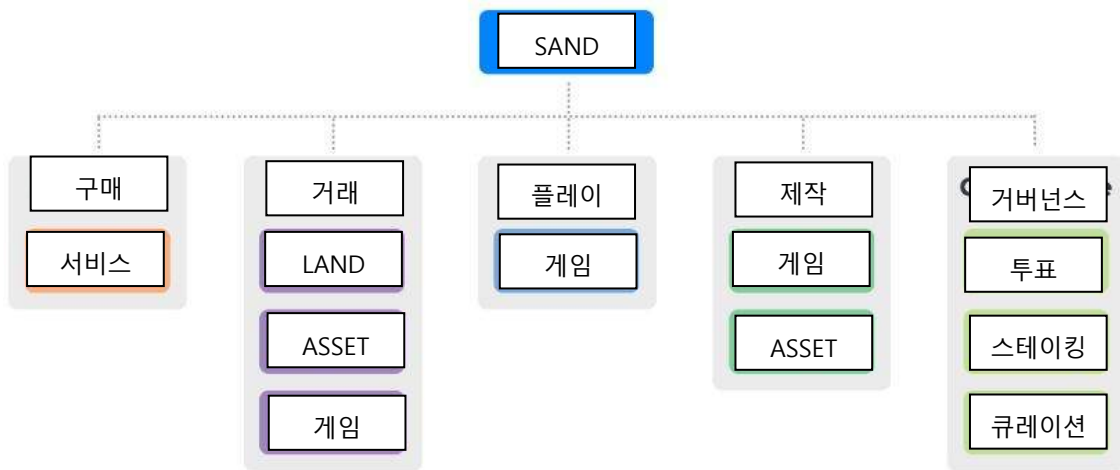 SAND
구매
서비스
거래
LAND
ASSET
게임
플레이
게임
제작
게임
ASSET
거버넌스
투표
스테이킹
큐레이션